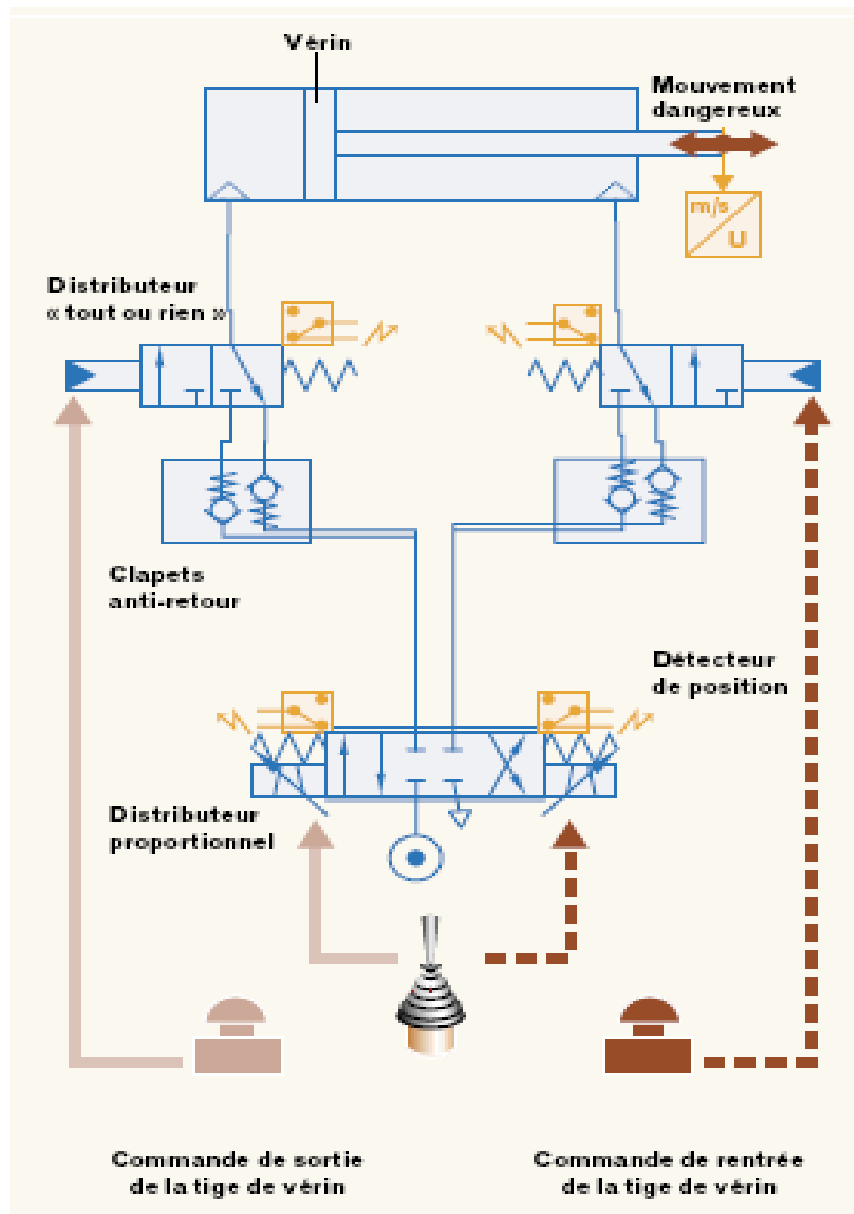 Vérin
Mouvement
dangereux
m/s
U
Distributeur
« tout ou rien »
Clapets
anti-retour
Détecteur
de position
Distributeur
proportionnel
Commande de sortie
de la tige de vérin
Commande de rentrée
de la tige de vérin